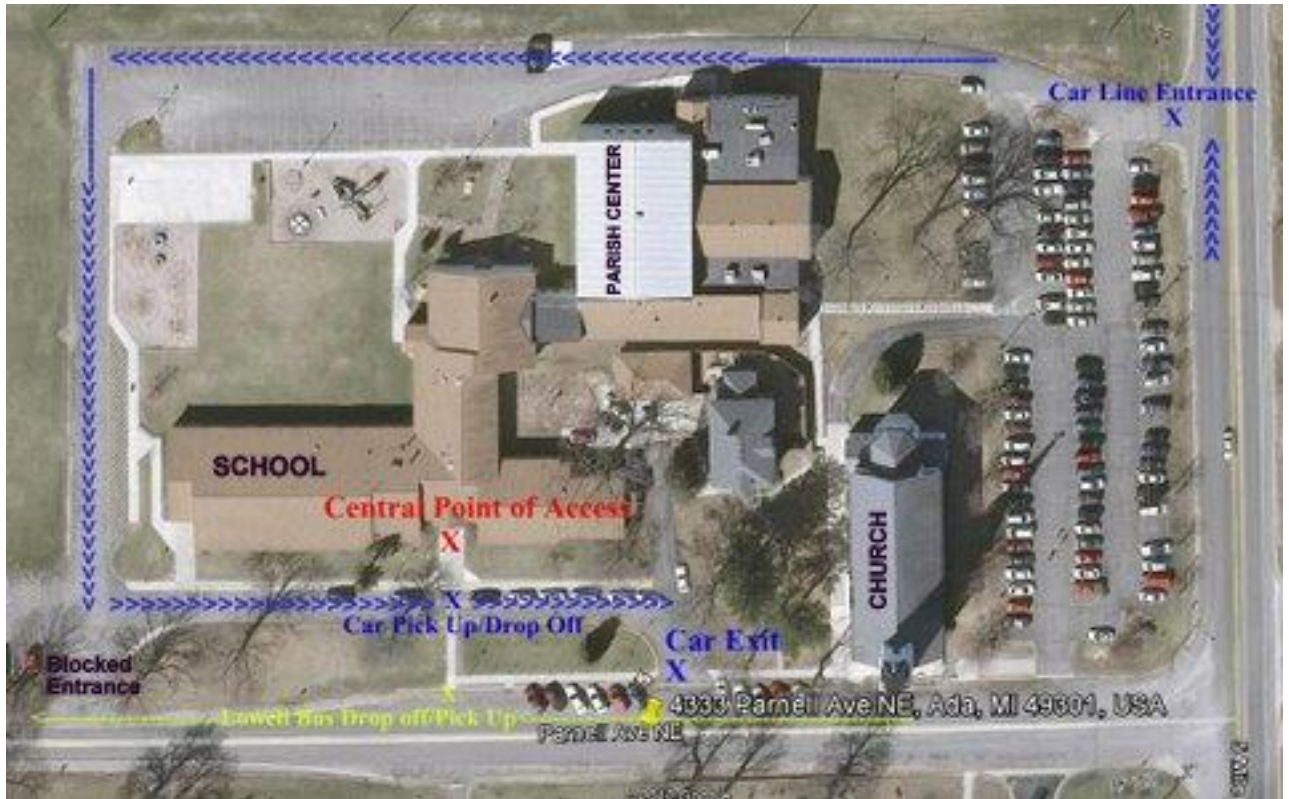 Car Line Entrance
X
PARISH CENTER
SCHOOL
Central Point of Access
X
CHURCH
X
Car Pick Up/Drop Off
Car Exit
X
Blocked
Entrance
X
4333 Parnell Ave NE, Ada, MI 49301, USA
Lowell Bus Drop off/Pick Up
Parnell Ave NE